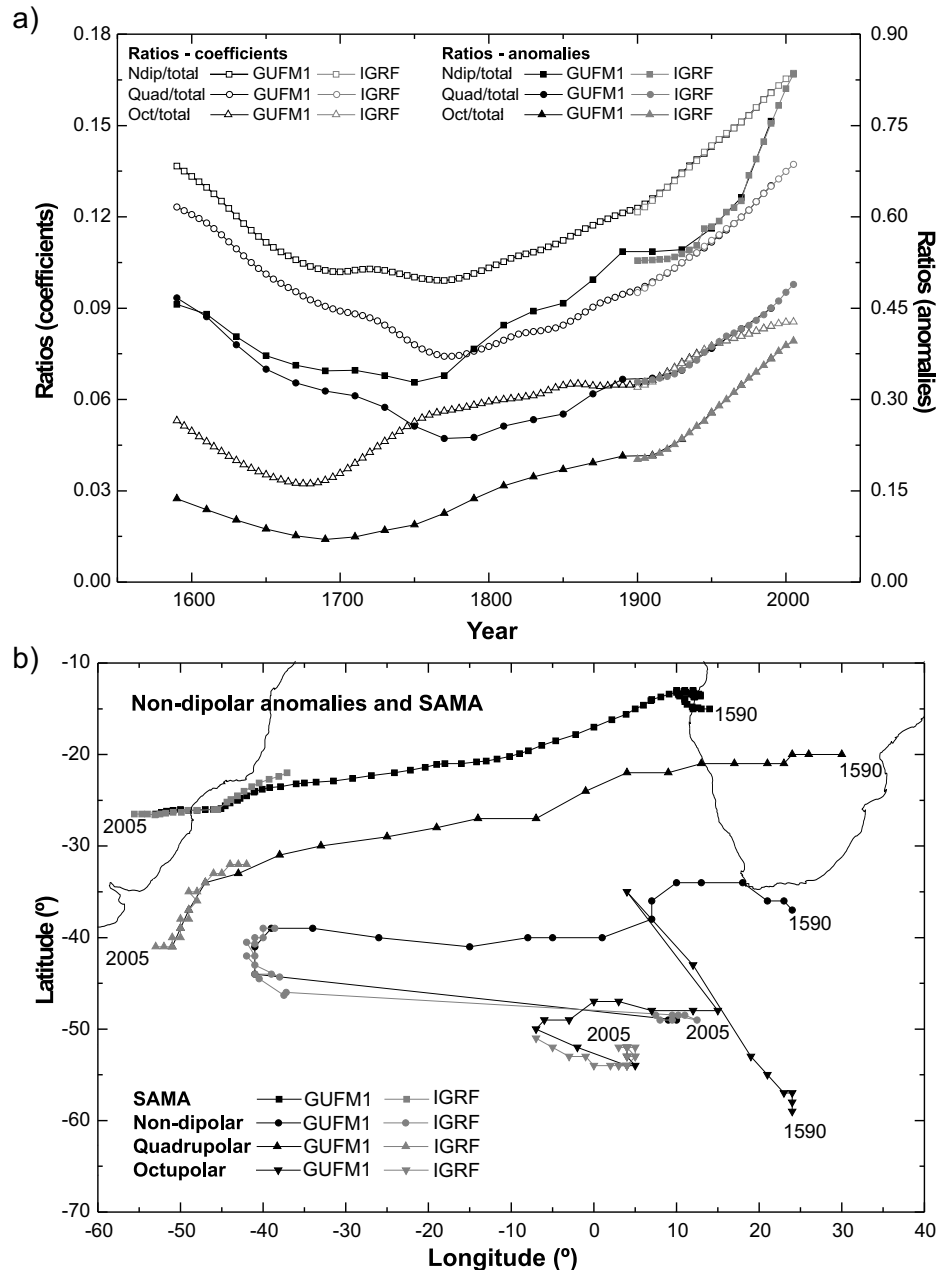 a)
Ratios - coefficients
Ndip/total GUFM1 IGRF
Quad/total GUFM1 IGRF
Oct/total GUFM1 IGRF
Ratios - anomalies
Ndip/total GUFM1 IGRF
Quad/total GUFM1 IGRF
Oct/total GUFM1 IGRF
0.18
0.15
0.12
0.09
0.06
0.03
0.00
Ratios (coefficients)
0.90
0.75
0.60
0.45
0.30
0.15
0.00
Ratios (anomalies)
1600 1700 1800 1900 2000
Year
b)
Non-dipolar anomalies and SAMA
-10
-20
-30
-40
-50
-60
-70
Latitude (º)
1590
1590
2005
2005
1590
2005
2005
1590
SAMA GUFM1 IGRF
Non-dipolar GUFM1 IGRF
Quadrupolar GUFM1 IGRF
Octupolar GUFM1 IGRF
-60 -50 -40 -30 -20 -10 0 10 20 30 40
Longitude (º)